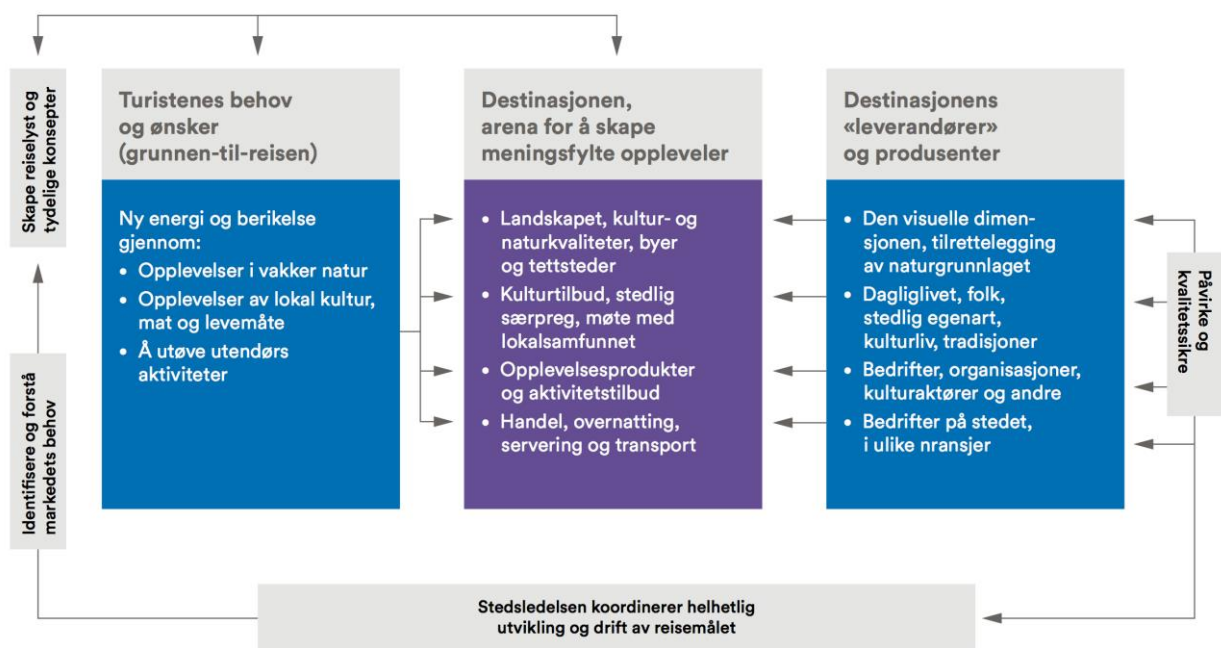 Skape reiselyst og
tydelige konsepter
Identifisere og forstå
markedets behov
Turistenes behov
og ønsker
(grunnen-til-reisen)
Ny energi og berikelse
gjennom:
• Opplevelser i vakker natur
• Opplevelser av lokal kultur,
mat og levemåte
• Å utøve utendørs
aktiviteter
Destinasjonen,
arena for å skape
meningsfylte oppleveler
• Landskapet, kultur- og
naturkvaliteter, byer
og tettsteder
• Kulturtilbud, stedlig
særpreg, møte med
lokalsamfunnet
• Opplevelsesprodukter
og aktivitetstilbud
• Handel, overnatting,
servering og transport
Destinasjonens
«leverandører»
og produsenter
• Den visuelle dimen-
sjonen, tilrettelegging
av naturgrunnlaget
• Dagliglivet, folk,
stedlig egenart,
kulturliv, tradisjoner
• Bedrifter, organisasjoner,
kulturaktører og andre
• Bedrifter på stedet,
i ulike nransjer
Påvirke og
kvalitetssikre
Stedsledelsen koordinerer helhetlig
utvikling og drift av reisemålet